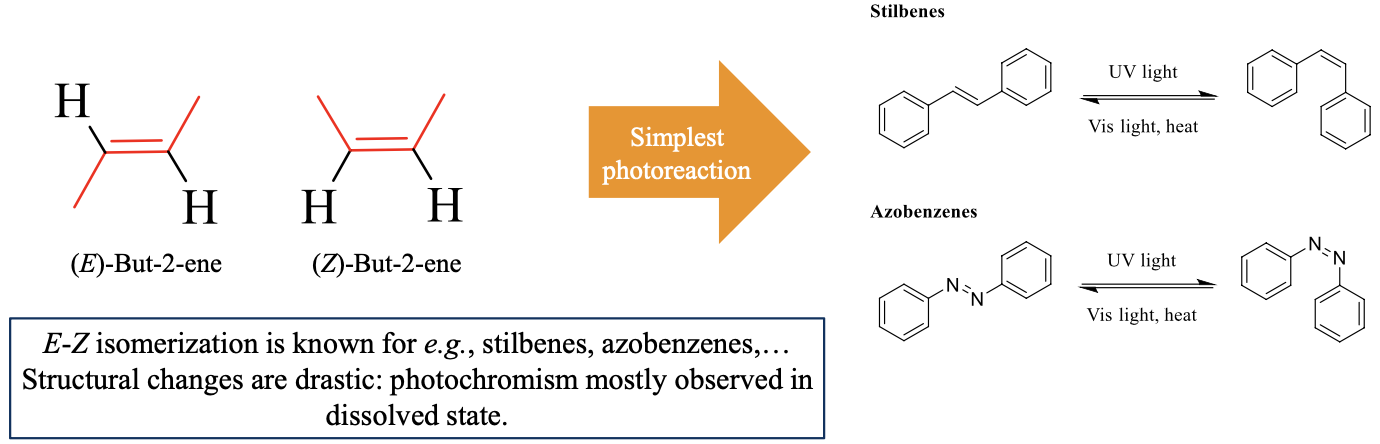 H
H
(E)-But-2-ene
H
H
(Z)-But-2-ene
E-Z isomerization is known for e.g., stilbenes, azobenzenes,…
Structural changes are drastic: photochromism mostly observed in
dissolved state.
Simplest
photoreaction
Stilbenes
UV light
Vis light, heat
Azobenzenes
N
N
UV light
Vis light, heat
N
N